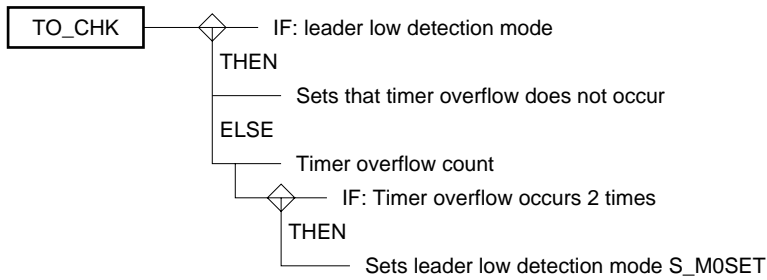 TO_CHK IF: leader low detection mode
THEN
Sets that timer overflow does not occur
ELSE
Timer overflow count
IF: Timer overflow occurs 2 times
THEN
Sets leader low detection mode S_M0SET